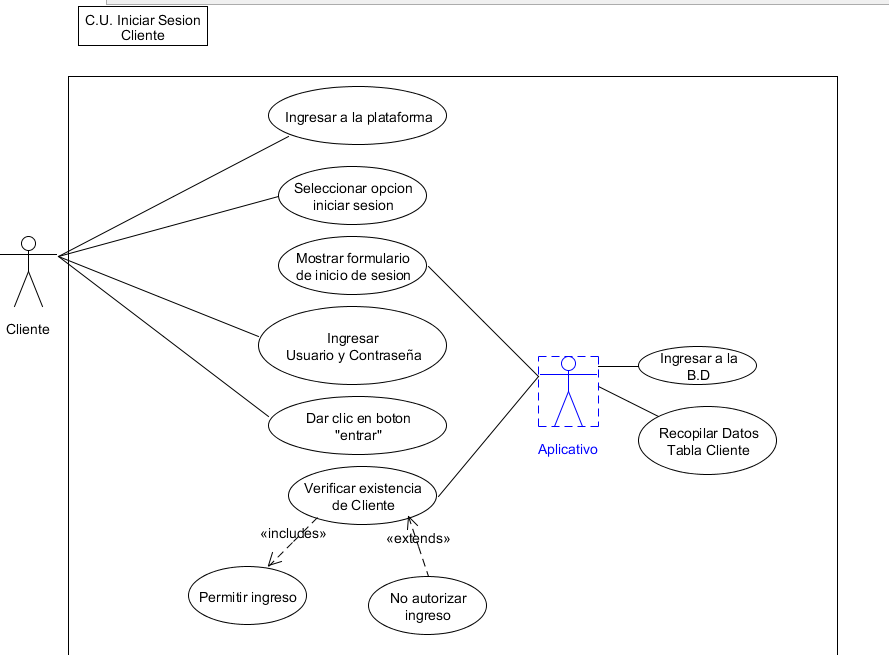 C.U. Iniciar Sesion
Cliente
Ingresar a la plataforma
Seleccionar opcion
iniciar sesion
Mostrar formulario
de inicio de sesion
Cliente
Ingresar
Usuario y Contraseña
Ingresar a la
B.D
Dar clic en boton
"entrar"
Aplicativo
Recopilar Datos
Tabla Cliente
Verificar existencia
de Cliente
«includes»
«extends»
Permitir ingreso
No autorizar
ingreso